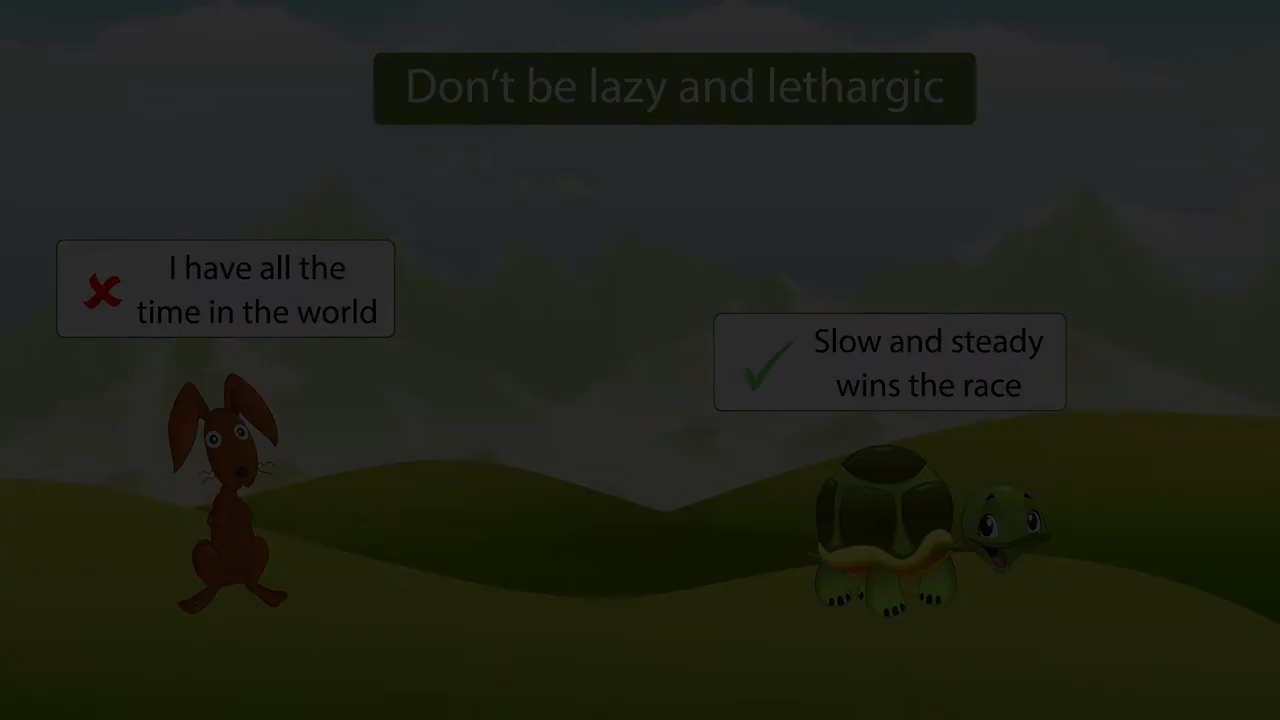 Don’t be lazy and lethargic
I have all the
time in the world
Slow and steady
wins the race